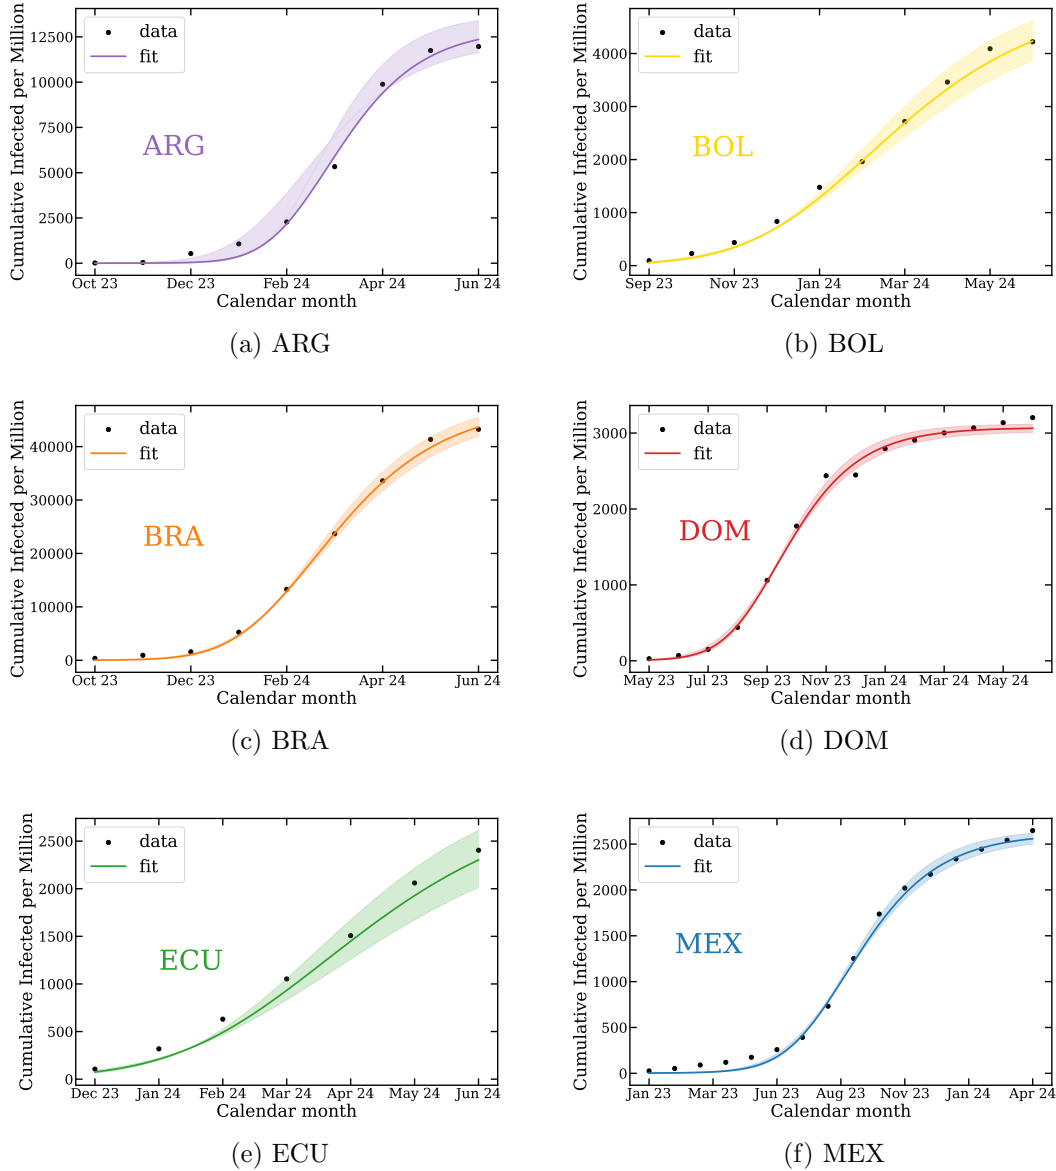 Cumulative Infected per Million
12500
10000
7500
5000
2500
0
data
fit
ARG
Oct 23 Dec 23 Feb 24 Apr 24 Jun 24
Calendar month
(a) ARG
Cumulative Infected per Million
4000
3000
2000
1000
0
data
fit
BOL
Sep 23 Nov 23 Jan 24 Mar 24 May 24
Calendar month
(b) BOL
Cumulative Infected per Million
40000
30000
20000
10000
0
data
fit
BRA
Oct 23 Dec 23 Feb 24 Apr 24 Jun 24
Calendar month
(c) BRA
Cumulative Infected per Million
3000
2000
1000
0
data
fit
DOM
May 23 Jul 23 Sep 23 Nov 23 Jan 24 Mar 24 May 24
Calendar month
(d) DOM
Cumulative Infected per Million
2500
2000
1500
1000
500
0
data
fit
ECU
Dec 23 Jan 24 Feb 24 Mar 24 Apr 24 May 24 Jun 24
Calendar month
(e) ECU
Cumulative Infected per Million
2500
2000
1500
1000
500
0
data
fit
MEX
Jan 23 Mar 23 Jun 23 Aug 23 Nov 23 Jan 24 Apr 24
Calendar month
(f) MEX